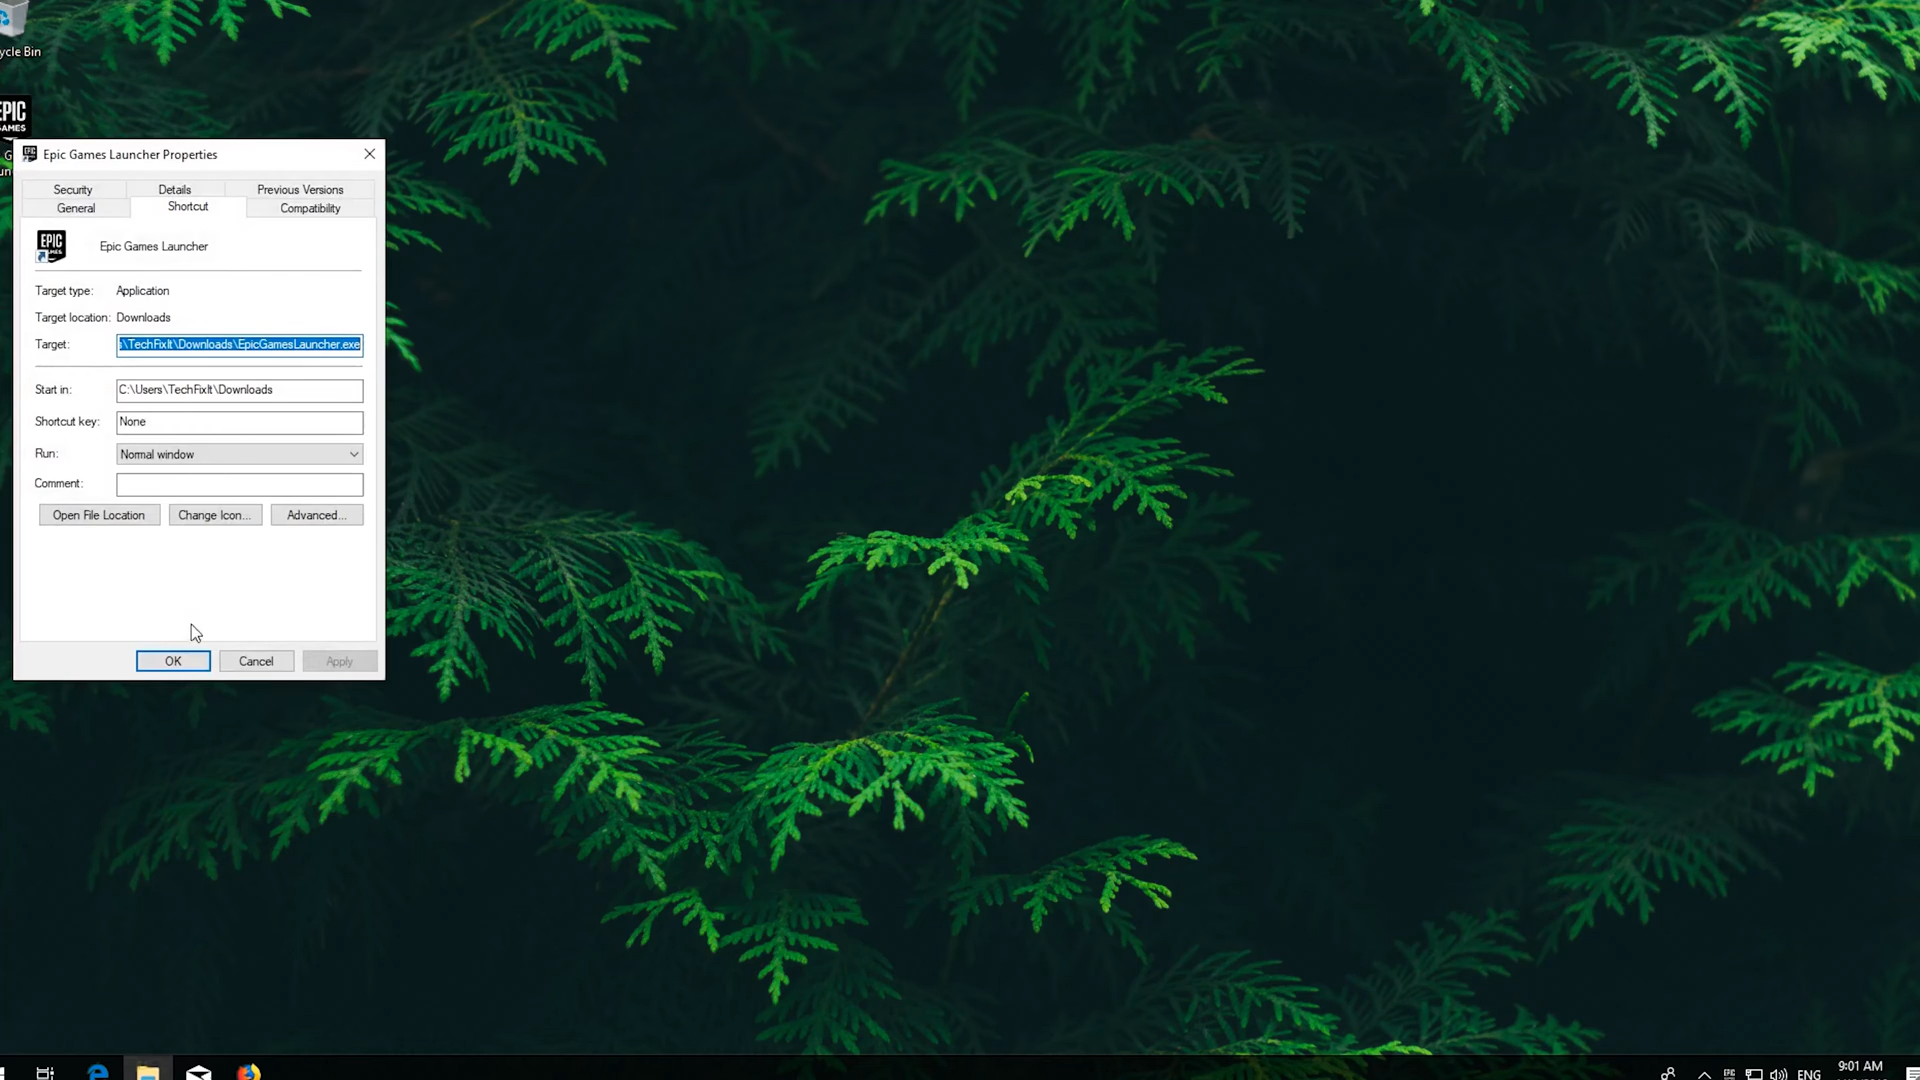 ycle Bin
EPIC
GAMES
Epic Games Launcher Properties
Security Details Previous Versions
General Shortcut Compatibility
EPIC
GAMES
Epic Games Launcher
Target type: Application
Target location: Downloads
Target: s\TechFixIt\Downloads\EpicGamesLauncher.exe
Start in: C:\Users\TechFixIt\Downloads
Shortcut key: None
Run: Normal window
Comment:
Open File Location Change Icon... Advanced...
OK Cancel Apply
ENG 9:01 AM